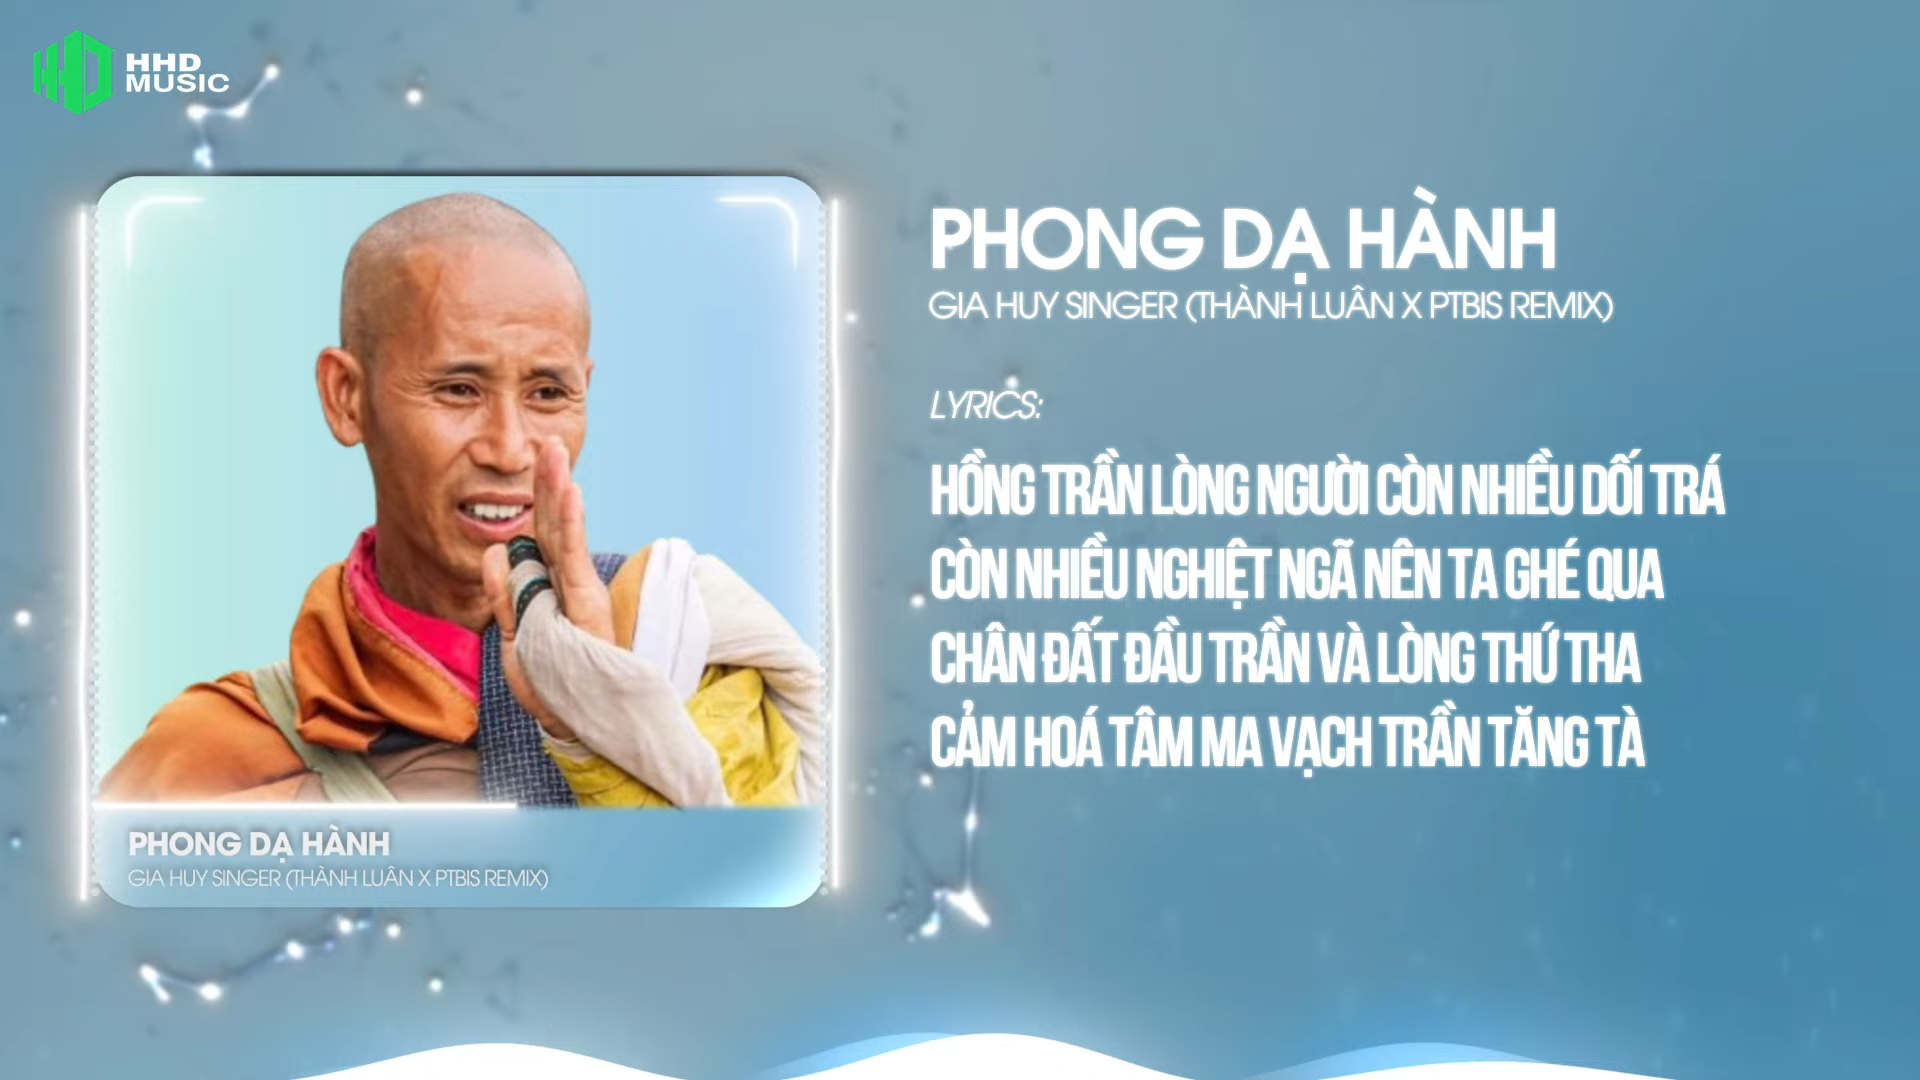 HHD
MUSIC
PHONG DẠ HÀNH
GIA HUY SINGER (THÀNH LUÂN X PTBIS REMIX)
LYRICS:
HỒNG TRẦN LÒNG NGƯỜI CÒN NHIỀU DỐI TRÁ
CÒN NHIỀU NGHIỆT NGÃ NÊN TA GHÉ QUA
CHÂN ĐẤT ĐẦU TRẦN VÀ LÒNG THỨ THA
CẢM HOÁ TÂM MA VẠCH TRẦN TĂNG TÀ
PHONG DẠ HÀNH
GIA HUY SINGER (THÀNH LUÂN X PTBIS REMIX)